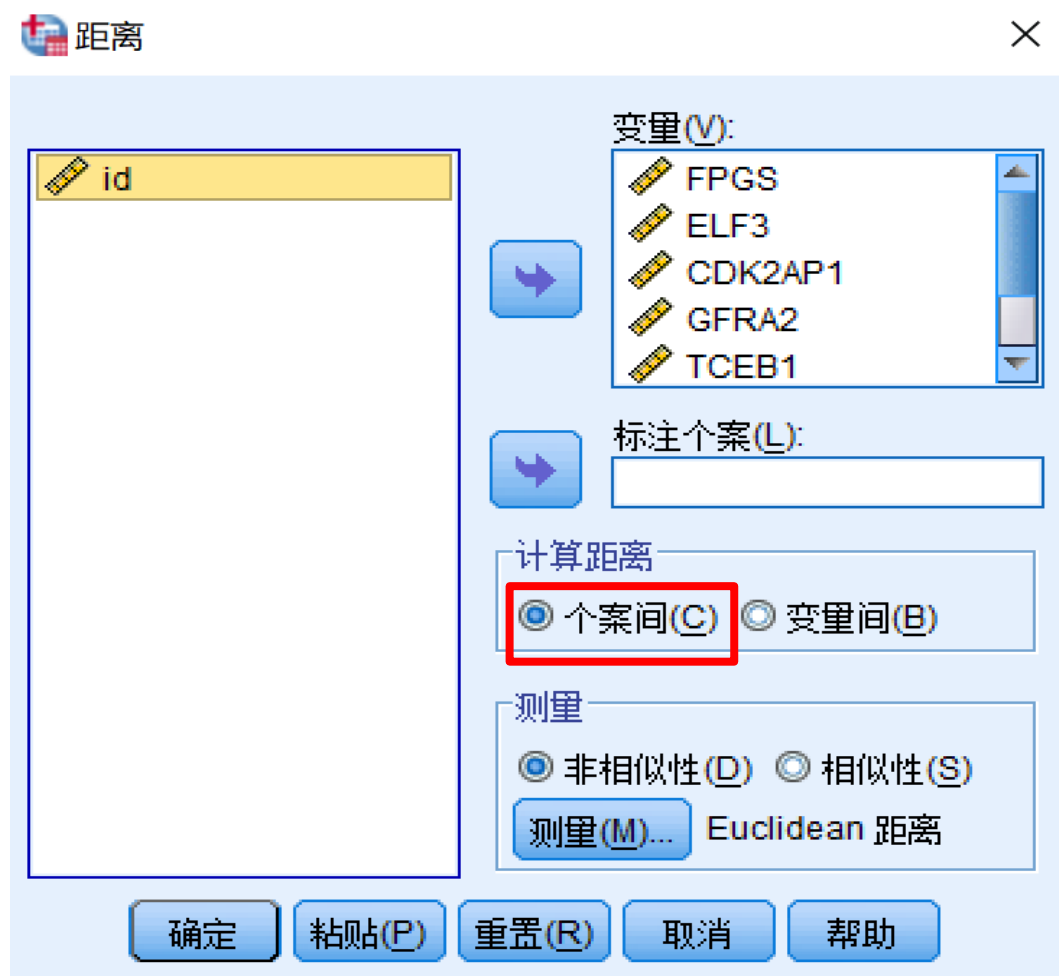 距离
变量(V):
id
FPGS
ELF3
CDK2AP1
GFRA2
TCEB1
标注个案(L):
计算距离
个案间(C) 变量间(B)
测量
非相似性(D) 相似性(S)
测量(M)... Euclidean 距离
确定 粘贴(P) 重置(R) 取消 帮助